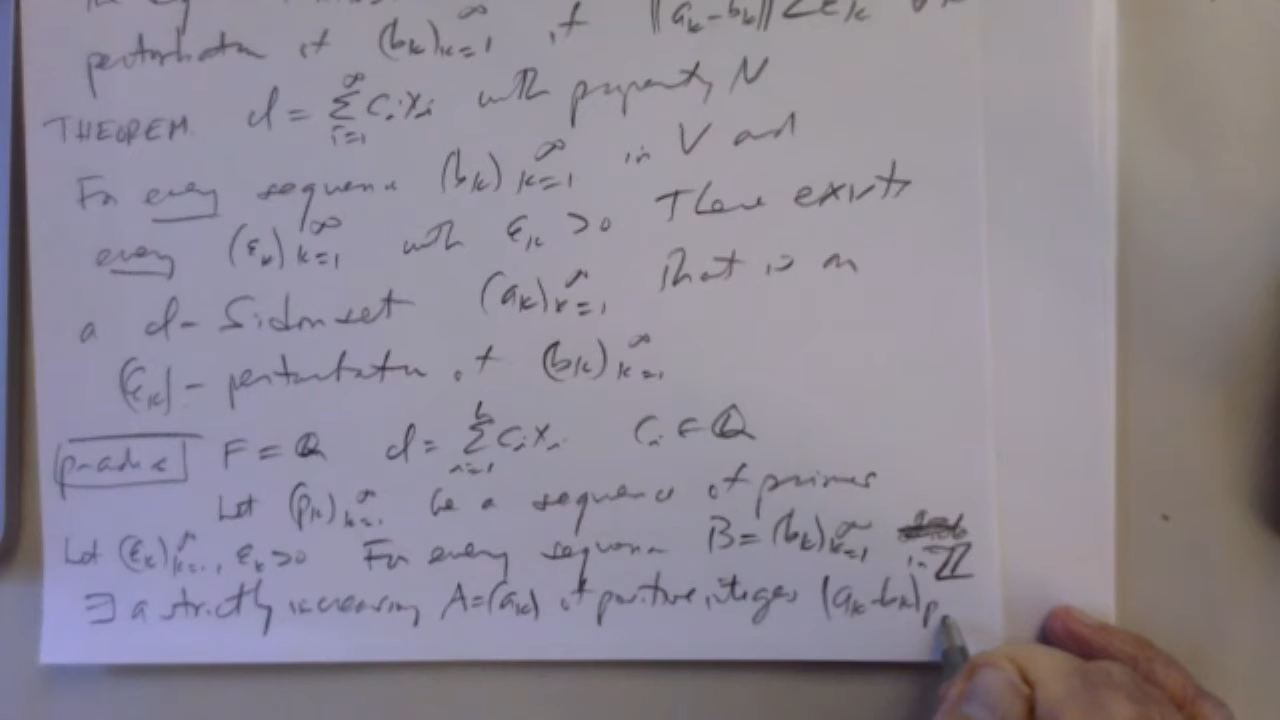 perturbation of (b_k)_{k=1}^∞ if ‖a_k - b_k‖ < ε_k ∀k
THEOREM. φ = Σ_{i=1}^∞ c_i x_i with property N
For every sequence (b_k)_{k=1}^∞ in V and
every (ε_k)_{k=1}^∞ with ε_k > 0 There exists
a φ-Sidon set (a_k)_{k=1}^∞ that is an
(ε_k)-perturbation of (b_k)_{k=1}^∞
p-adic F = Q φ = Σ_{i=1}^h c_i x_i c_i ∈ Q
Let (p_k)_{k=1}^∞ be a sequence of primes
Let (ε_k)_{k=1}^∞, ε_k > 0 For every sequence B = (b_k)_{k=1}^∞ in Z
∃ a strictly increasing A = (a_k) of positive integers |a_k - b_k|_p